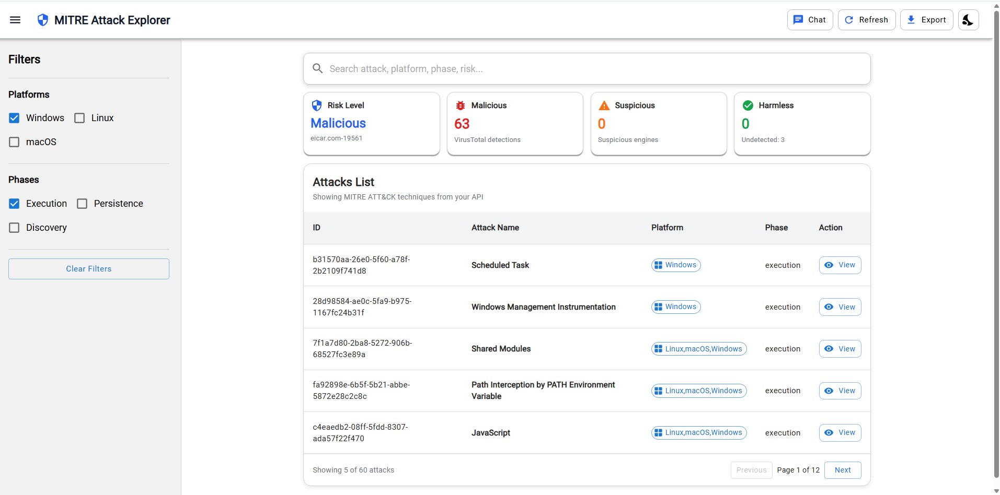 MITRE Attack Explorer
Chat
Refresh
Export
Filters
Platforms
Windows
Linux
macOS
Phases
Execution
Persistence
Discovery
Clear Filters
Search attack, platform, phase, risk...
Risk Level
Malicious
eicar.com-19561
Malicious
63
VirusTotal detections
Suspicious
0
Suspicious engines
Harmless
0
Undetected: 3
Attacks List
Showing MITRE ATT&CK techniques from your API
ID Attack Name Platform Phase Action
b31570aa-26e0-5f60-a78f-
2b2109f741d8
Scheduled Task
Windows
execution
View
28d98584-ae0c-5fa9-b975-
1167fc24b31f
Windows Management Instrumentation
Windows
execution
View
7f1a7d80-2ba8-5272-906b-
68527fc3e89a
Shared Modules
Linux,macOS,Windows
execution
View
fa92898e-6b5f-5b21-abbe-
5872e28c2c8c
Path Interception by PATH Environment
Variable
Linux,macOS,Windows
execution
View
c4eaedb2-08ff-5fdd-8307-
ada57f22f470
JavaScript
Linux,macOS,Windows
execution
View
Showing 5 of 60 attacks
Previous
Page 1 of 12
Next